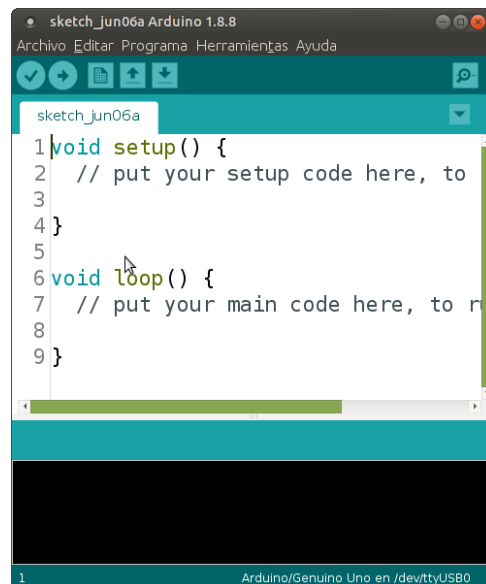 sketch_jun06a Arduino 1.8.8
Archivo Editar Programa Herramientas Ayuda
sketch_jun06a
1 void setup() {
2   // put your setup code here, to
3
4 }
5
6 void loop() {
7   // put your main code here, to r
8
9 }
1 Arduino/Genuino Uno en /dev/ttyUSB0